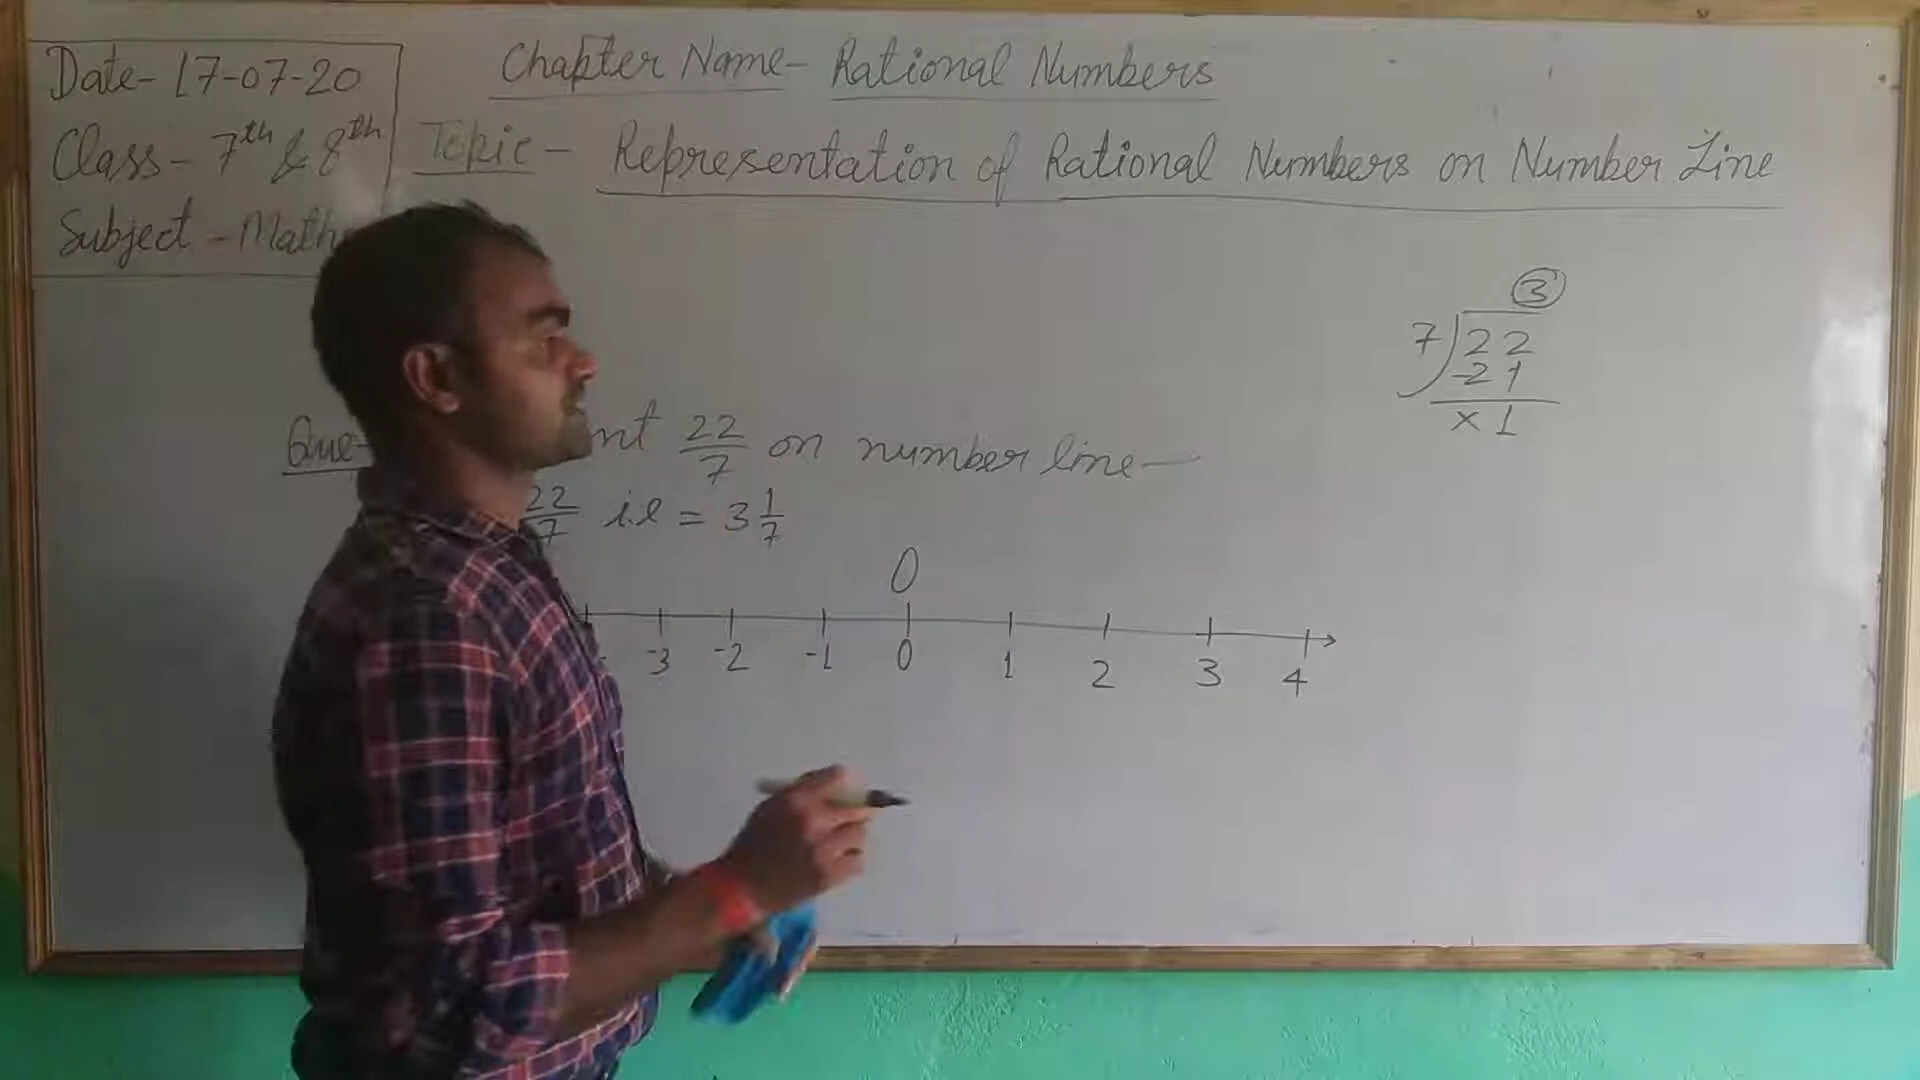 Date- 17-07-20
Chapter Name- Rational Numbers
Class- 7th & 8th
Topic- Representation of Rational Numbers on Number Line
Subject - Maths
3
7)22
-21
x1
Que- nt 22/7 on number line-
22/7 i.e = 3 1/7
0
-3 -2 -1 0 1 2 3 4